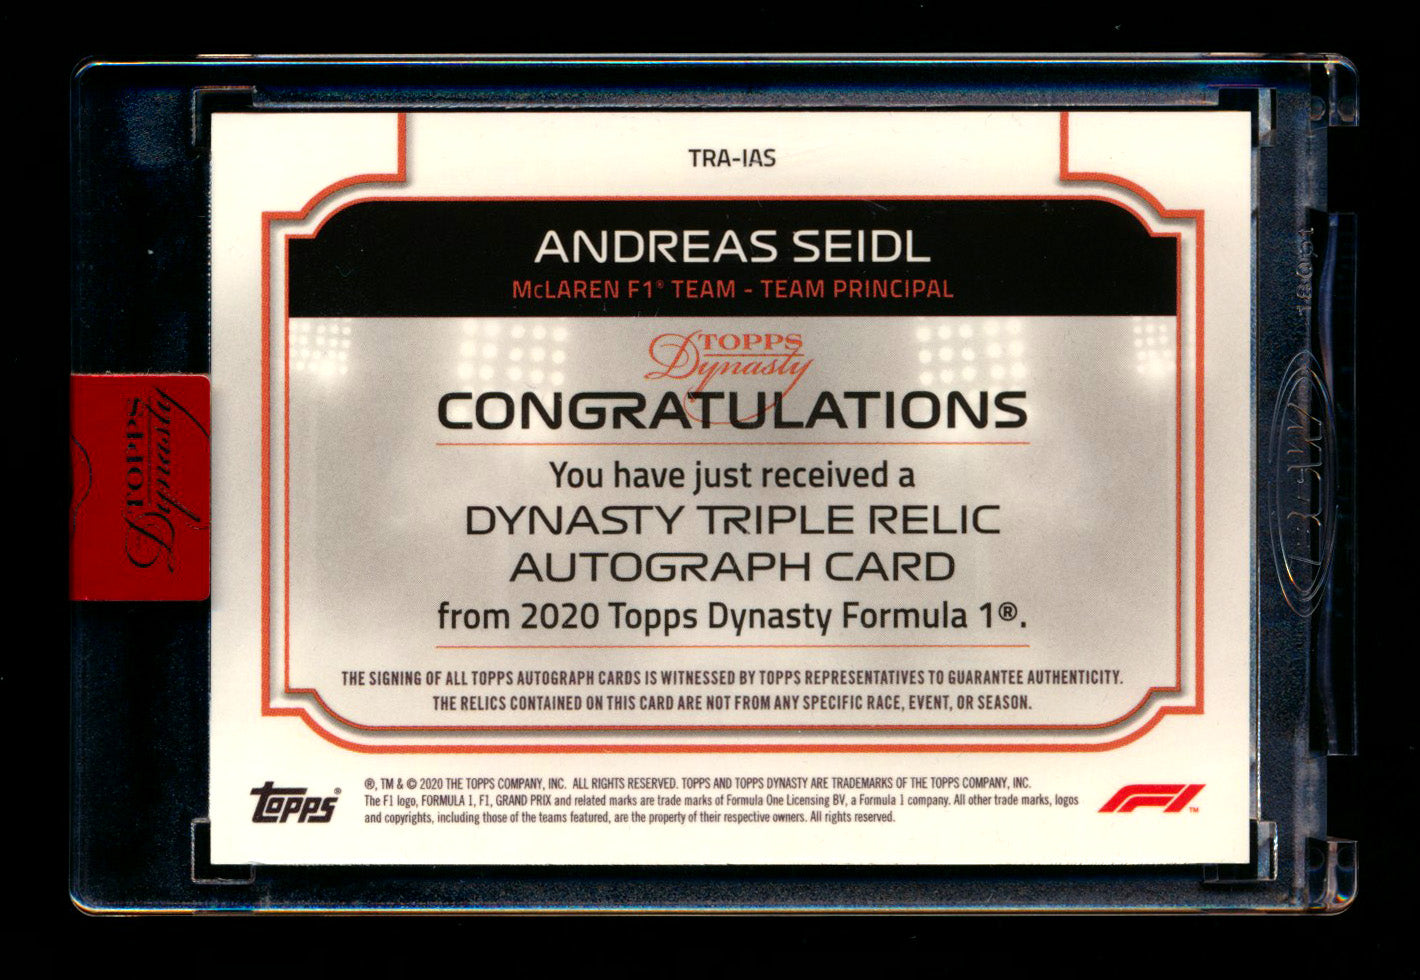 TRA-IAS
ANDREAS SEIDL
McLAREN F1® TEAM - TEAM PRINCIPAL
TOPPS
Dynasty
CONGRATULATIONS
You have just received a
DYNASTY TRIPLE RELIC
AUTOGRAPH CARD
from 2020 Topps Dynasty Formula 1®.
THE SIGNING OF ALL TOPPS AUTOGRAPH CARDS IS WITNESSED BY TOPPS REPRESENTATIVES TO GUARANTEE AUTHENTICITY.
THE RELICS CONTAINED ON THIS CARD ARE NOT FROM ANY SPECIFIC RACE, EVENT, OR SEASON.
topps®
®, TM & © 2020 THE TOPPS COMPANY, INC. ALL RIGHTS RESERVED. TOPPS AND TOPPS DYNASTY ARE TRADEMARKS OF THE TOPPS COMPANY, INC.
The F1 logo, FORMULA 1, F1, GRAND PRIX and related marks are trade marks of Formula One Licensing BV, a Formula 1 company. All other trade marks, logos
and copyrights, including those of the teams featured, are the property of their respective owners. All rights reserved.
F1™
TOPPS
Dynasty